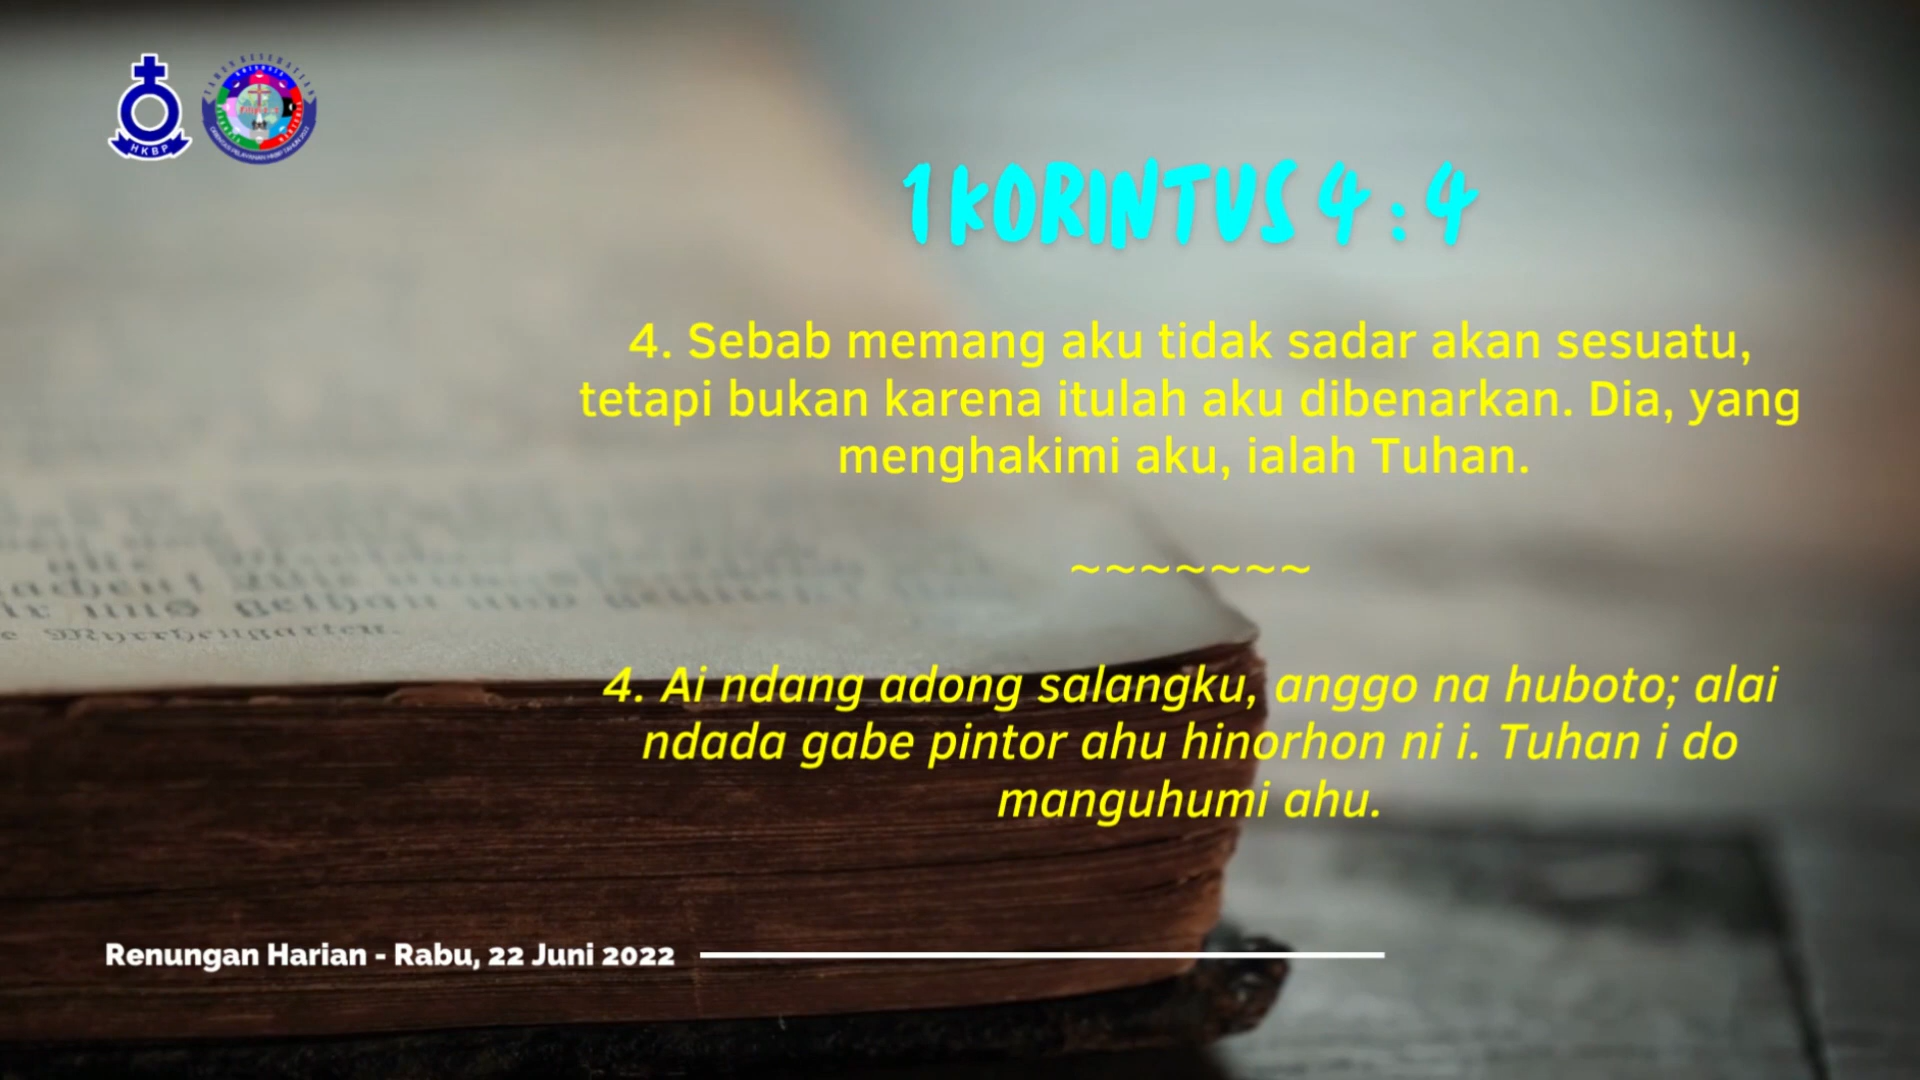 HKBP
1 KORINTUS 4 : 4
4. Sebab memang aku tidak sadar akan sesuatu,
tetapi bukan karena itulah aku dibenarkan. Dia, yang
menghakimi aku, ialah Tuhan.
~~~~~~~
4. Ai ndang adong salangku, anggo na huboto; alai
ndada gabe pintor ahu hinorhon ni i. Tuhan i do
manguhumi ahu.
Renungan Harian - Rabu, 22 Juni 2022